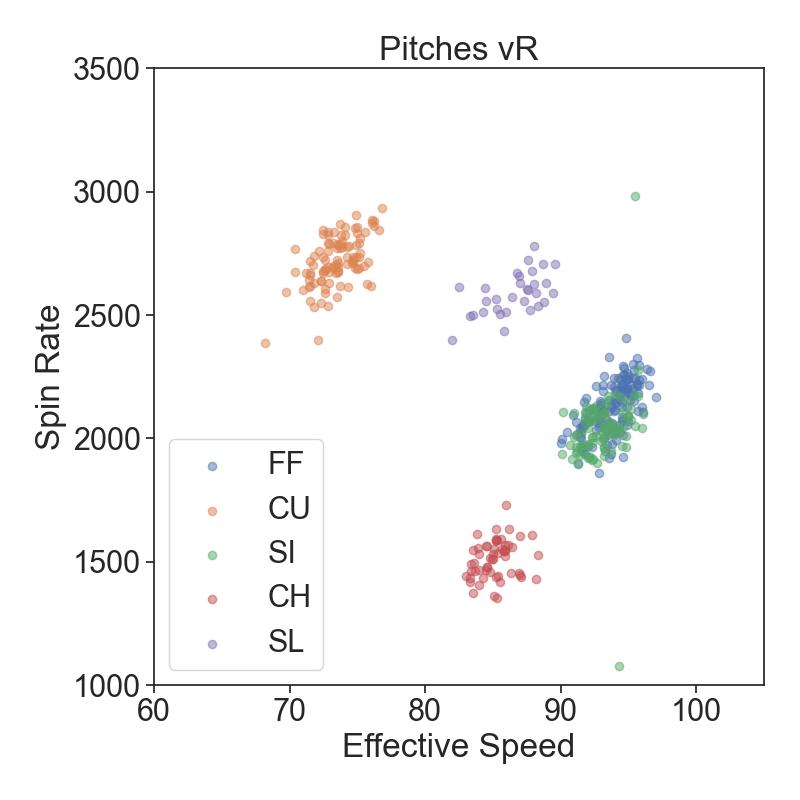 Pitches vR
3500
3000
2500
2000
1500
1000
Spin Rate
FF
CU
SI
CH
SL
60 70 80 90 100
Effective Speed